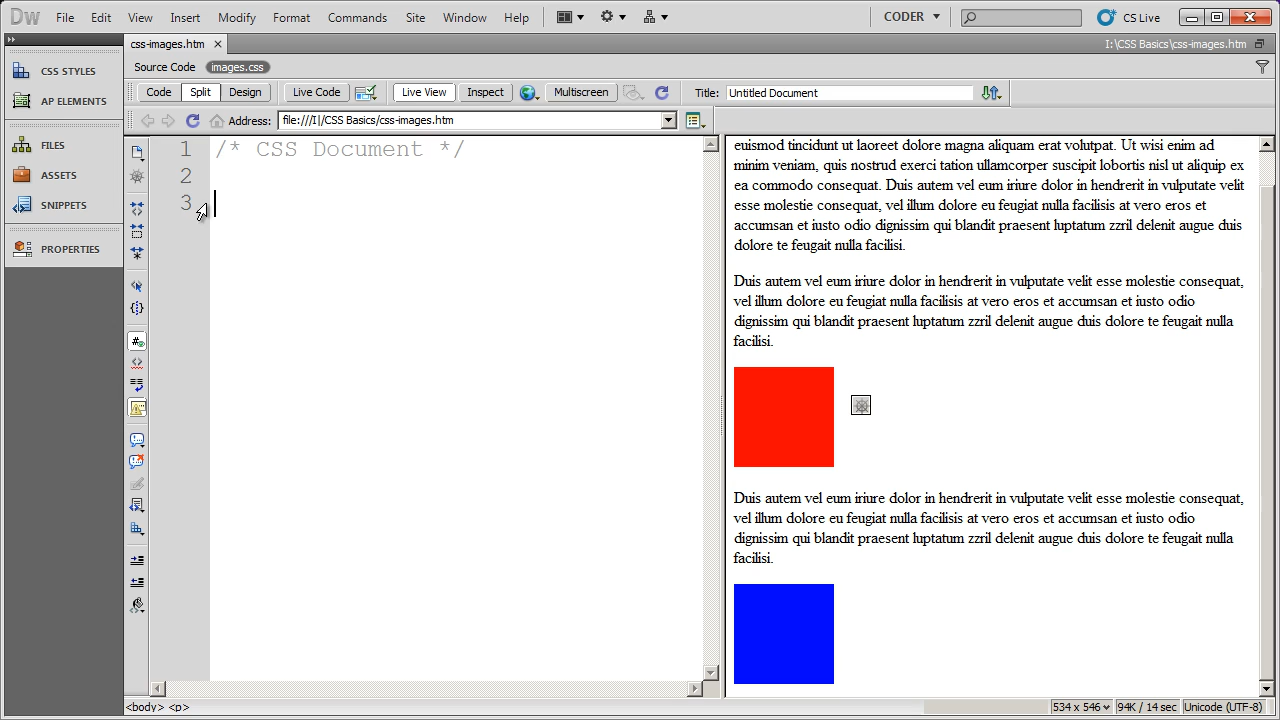 Dw File Edit View Insert Modify Format Commands Site Window Help CODER CS Live
css-images.htm I:\CSS Basics\css-images.htm
Source Code images.css
Code Split Design Live Code Live View Inspect Multiscreen Title: Untitled Document
Address: file:///I|/CSS Basics/css-images.htm
CSS STYLES
AP ELEMENTS
FILES
ASSETS
SNIPPETS
PROPERTIES
1 /* CSS Document */
2
3
euismod tincidunt ut laoreet dolore magna aliquam erat volutpat. Ut wisi enim ad
minim veniam, quis nostrud exerci tation ullamcorper suscipit lobortis nisl ut aliquip ex
ea commodo consequat. Duis autem vel eum iriure dolor in hendrerit in vulputate velit
esse molestie consequat, vel illum dolore eu feugiat nulla facilisis at vero eros et
accumsan et iusto odio dignissim qui blandit praesent luptatum zzril delenit augue duis
dolore te feugait nulla facilisi.
Duis autem vel eum iriure dolor in hendrerit in vulputate velit esse molestie consequat,
vel illum dolore eu feugiat nulla facilisis at vero eros et accumsan et iusto odio
dignissim qui blandit praesent luptatum zzril delenit augue duis dolore te feugait nulla
facilisi.
Duis autem vel eum iriure dolor in hendrerit in vulputate velit esse molestie consequat,
vel illum dolore eu feugiat nulla facilisis at vero eros et accumsan et iusto odio
dignissim qui blandit praesent luptatum zzril delenit augue duis dolore te feugait nulla
facilisi.
<body> <p> 534 x 546 94K / 14 sec Unicode (UTF-8)